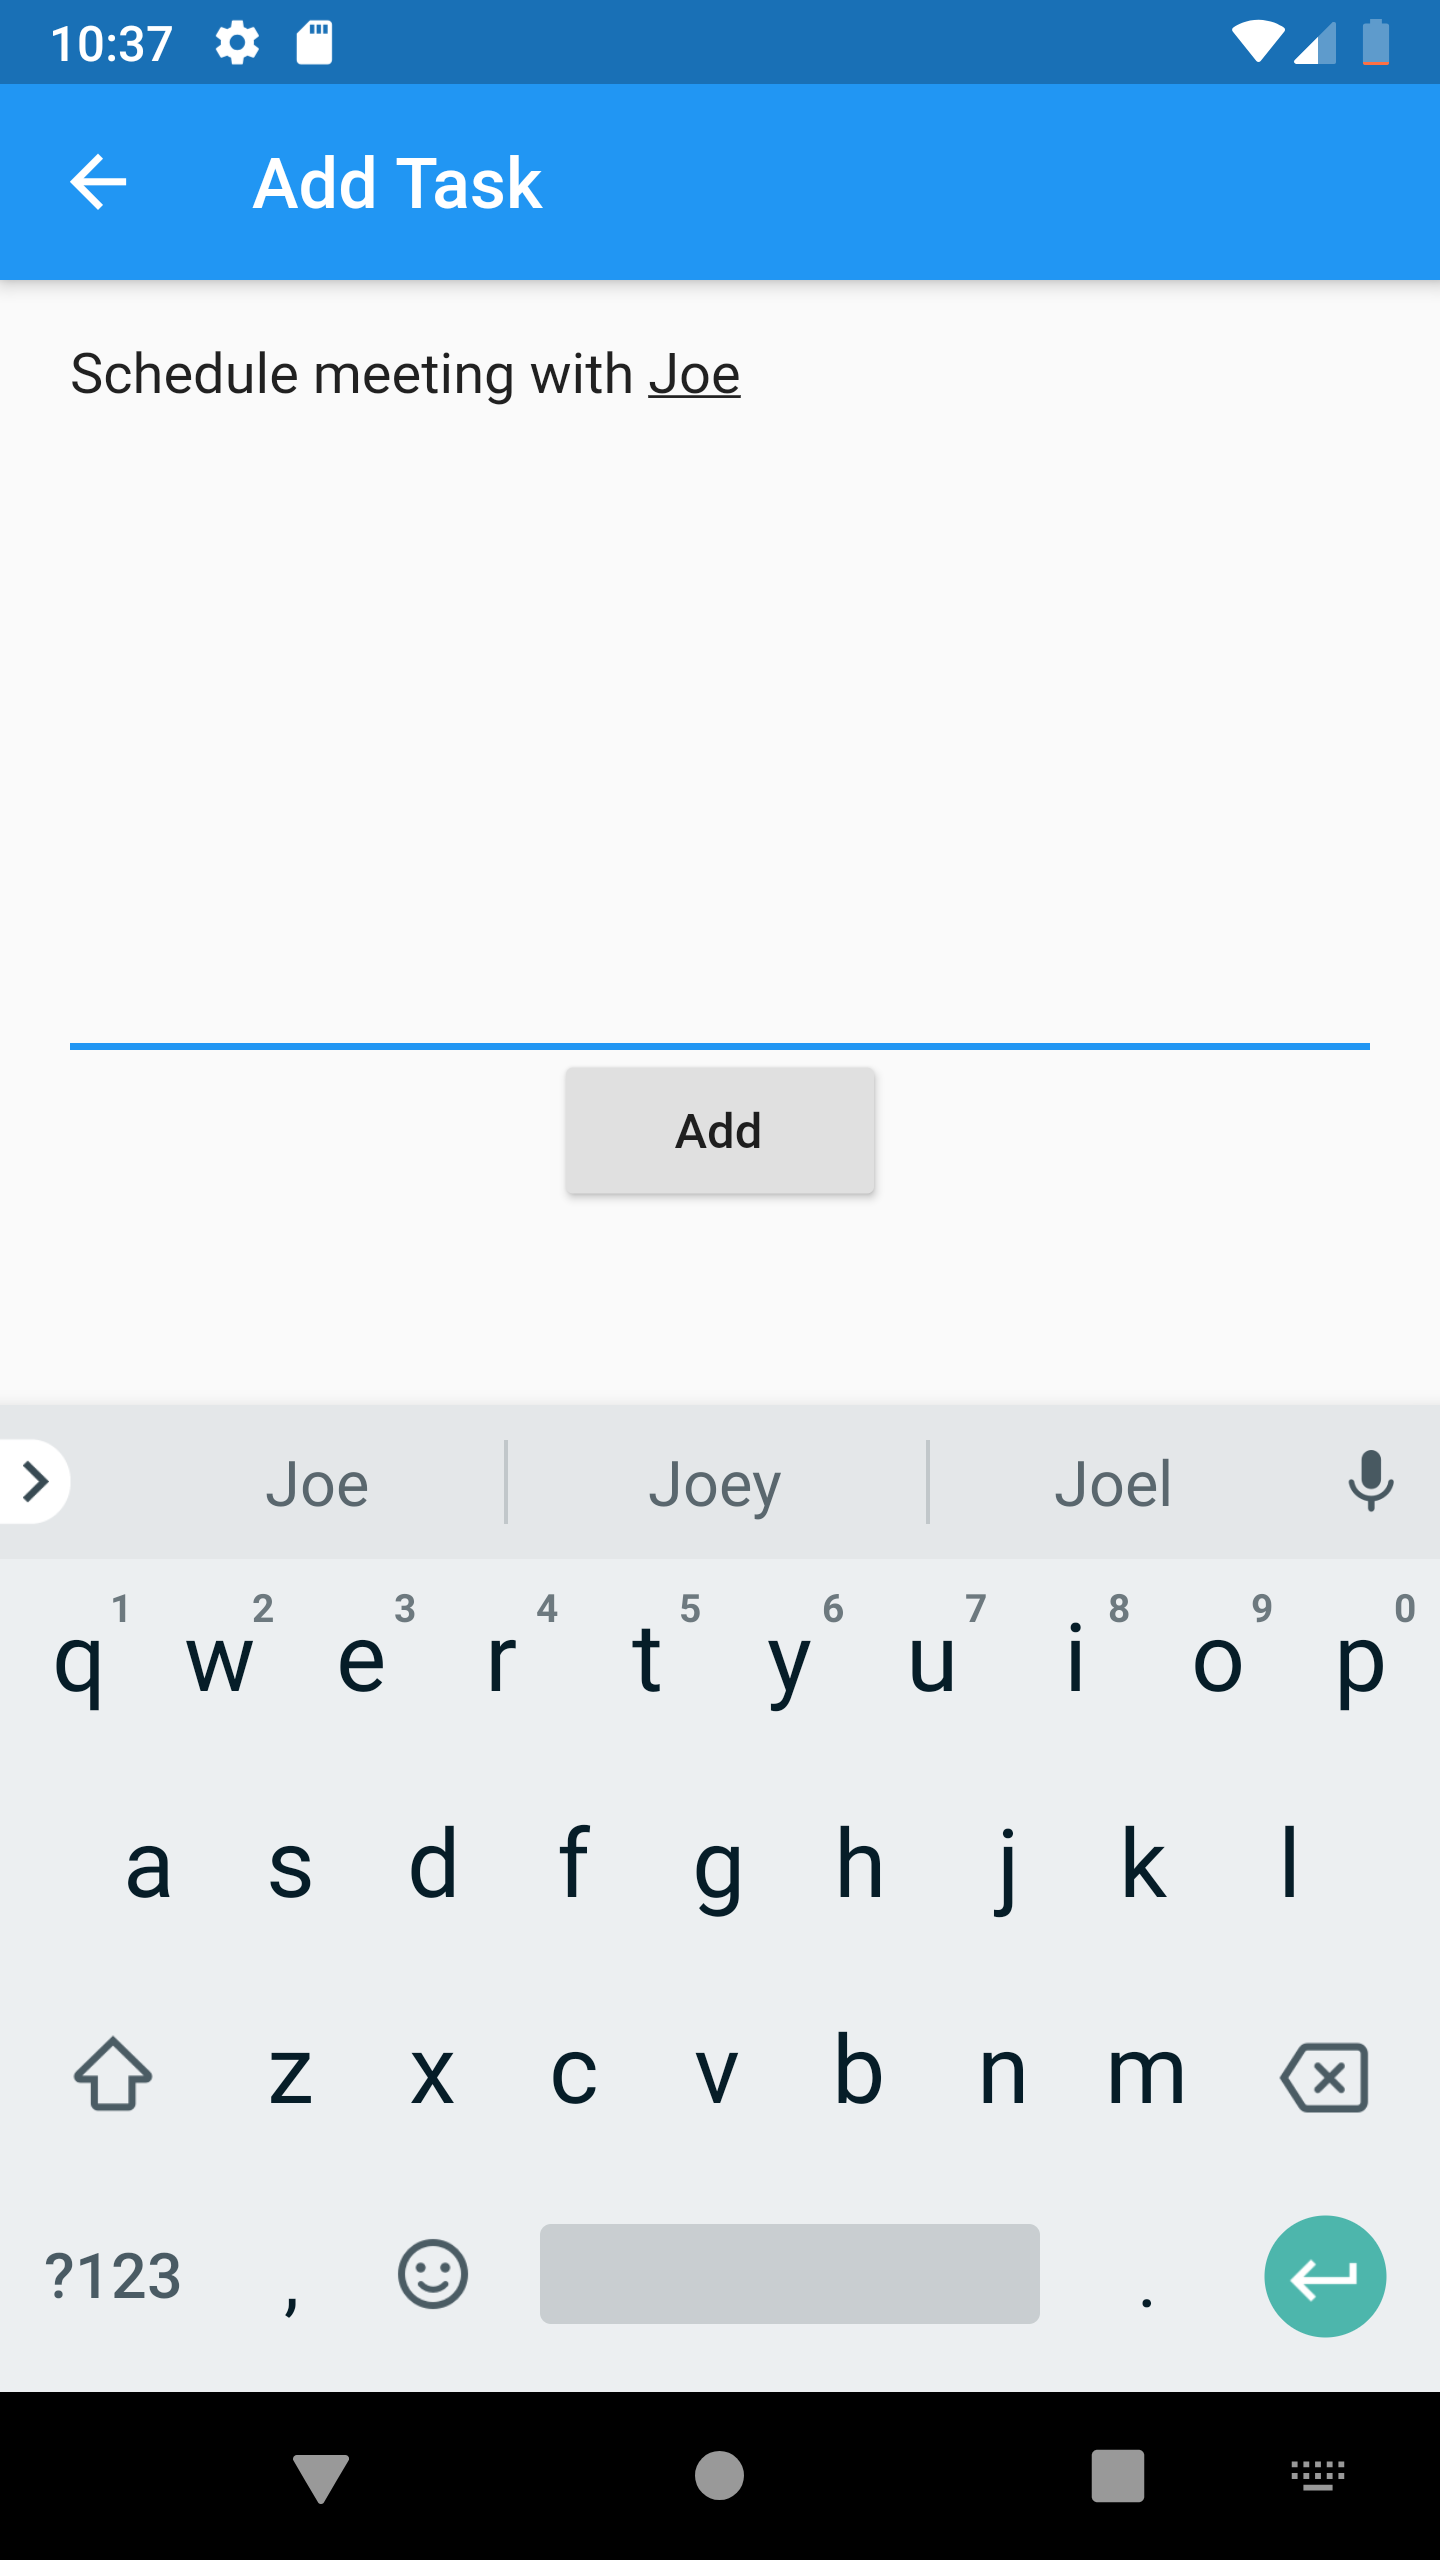 10:37
Add Task
Schedule meeting with Joe
Add
Joe Joey Joel
1 2 3 4 5 6 7 8 9 0
q w e r t y u i o p
a s d f g h j k l
z x c v b n m
?123 , .